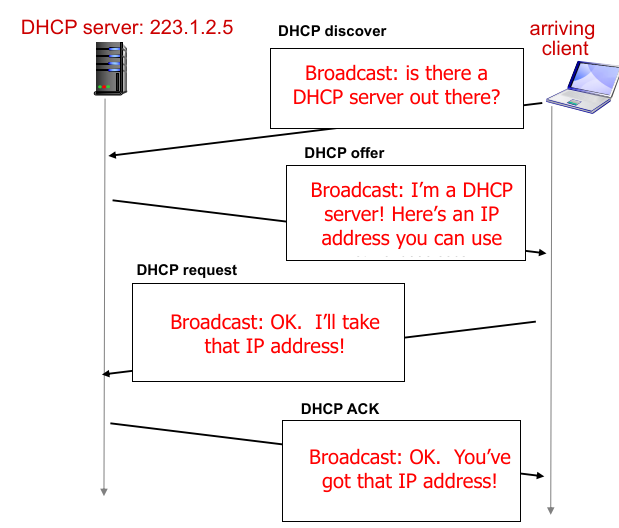 DHCP server: 223.1.2.5
DHCP discover
arriving
client
Broadcast: is there a
DHCP server out there?
DHCP offer
Broadcast: I’m a DHCP
server! Here’s an IP
address you can use
DHCP request
Broadcast: OK.  I’ll take
that IP address!
DHCP ACK
Broadcast: OK.  You’ve
got that IP address!